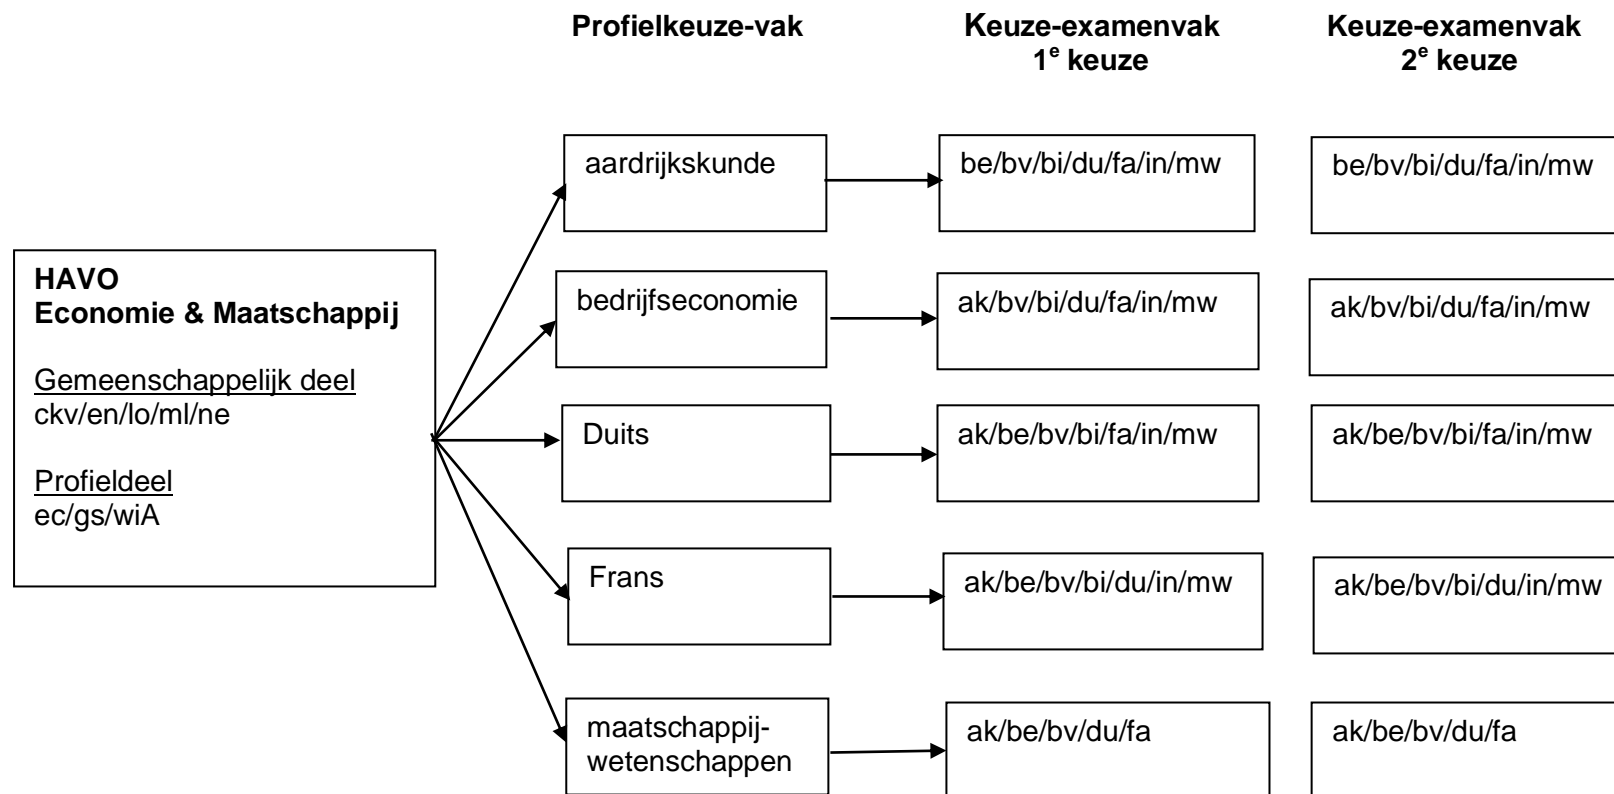 Profielkeuze-vak
Keuze-examenvak
1e keuze
Keuze-examenvak
2e keuze
HAVO
Economie & Maatschappij
Gemeenschappelijk deel
ckv/en/lo/ml/ne
Profieldeel
ec/gs/wiA
aardrijkskunde
be/bv/bi/du/fa/in/mw
be/bv/bi/du/fa/in/mw
bedrijfseconomie
ak/bv/bi/du/fa/in/mw
ak/bv/bi/du/fa/in/mw
Duits
ak/be/bv/bi/fa/in/mw
ak/be/bv/bi/fa/in/mw
Frans
ak/be/bv/bi/du/in/mw
ak/be/bv/bi/du/in/mw
maatschappij-
wetenschappen
ak/be/bv/du/fa
ak/be/bv/du/fa